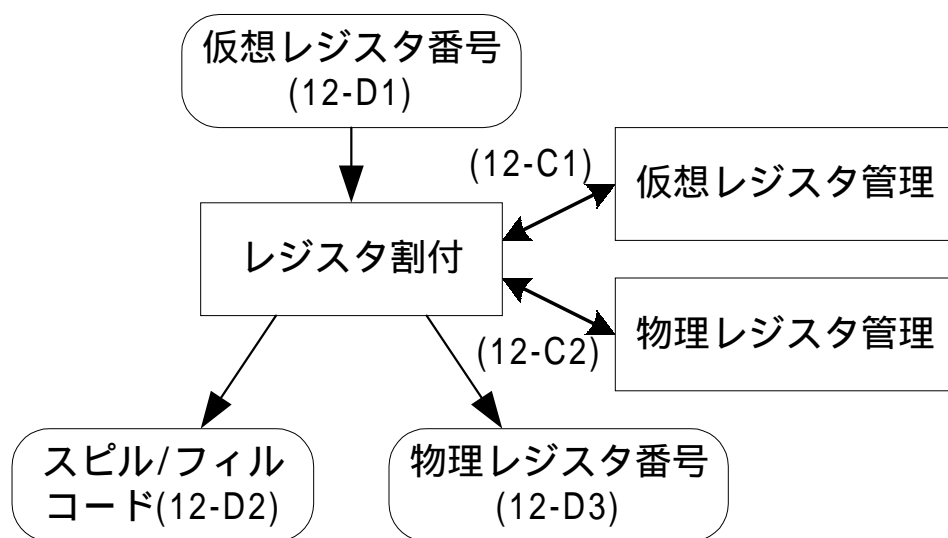 仮想レジスタ番号
(12-D1)
(12-C1)
仮想レジスタ管理
レジスタ割付
物理レジスタ管理
(12-C2)
スピル/フィル
コード(12-D2)
物理レジスタ番号
(12-D3)